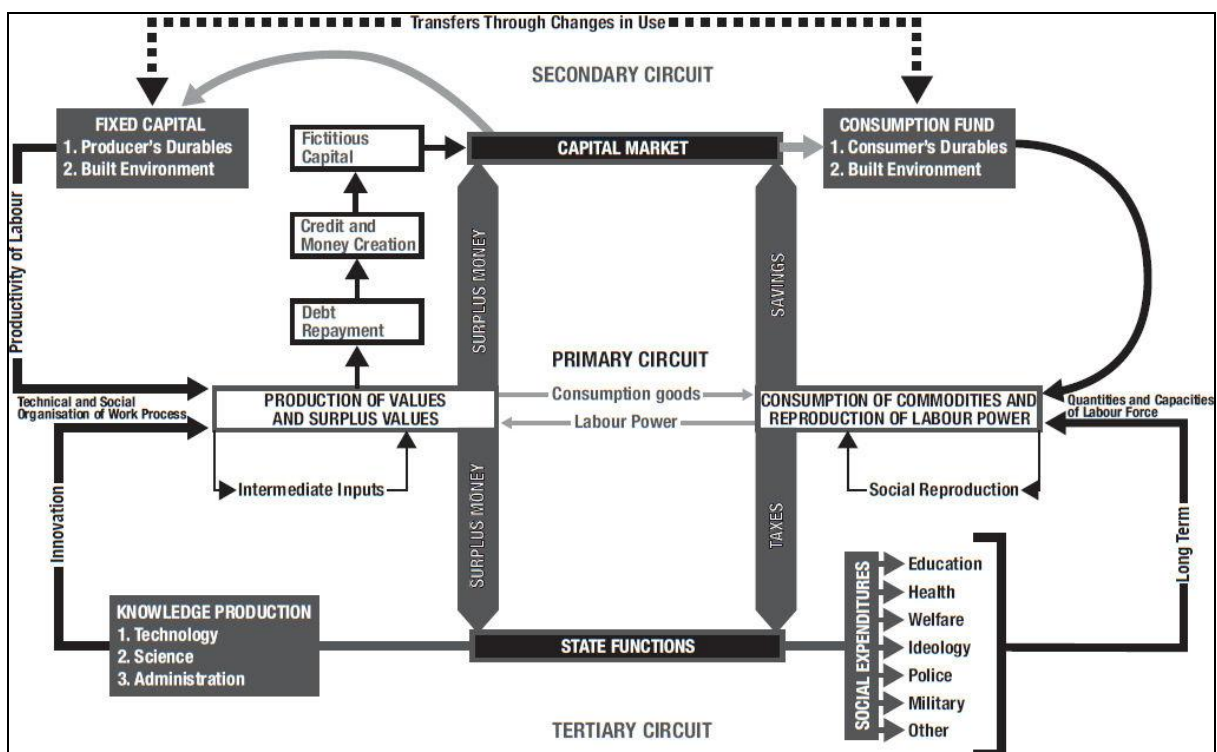 Transfers Through Changes in Use
SECONDARY CIRCUIT
FIXED CAPITAL
1. Producer's Durables
2. Built Environment
Fictitious
Capital
CAPITAL MARKET
CONSUMPTION FUND
1. Consumer's Durables
2. Built Environment
Productivity of Labour
Credit and
Money Creation
SURPLUS MONEY
SAVINGS
Debt
Repayment
PRIMARY CIRCUIT
Technical and Social
Organisation of Work Process
PRODUCTION OF VALUES
AND SURPLUS VALUES
Consumption goods
Labour Power
CONSUMPTION OF COMMODITIES AND
REPRODUCTION OF LABOUR POWER
Quantities and Capacities
of Labour Force
Intermediate Inputs
Social Reproduction
Innovation
SURPLUS MONEY
TAXES
Long Term
KNOWLEDGE PRODUCTION
1. Technology
2. Science
3. Administration
STATE FUNCTIONS
SOCIAL EXPENDITURES
Education
Health
Welfare
Ideology
Police
Military
Other
TERTIARY CIRCUIT